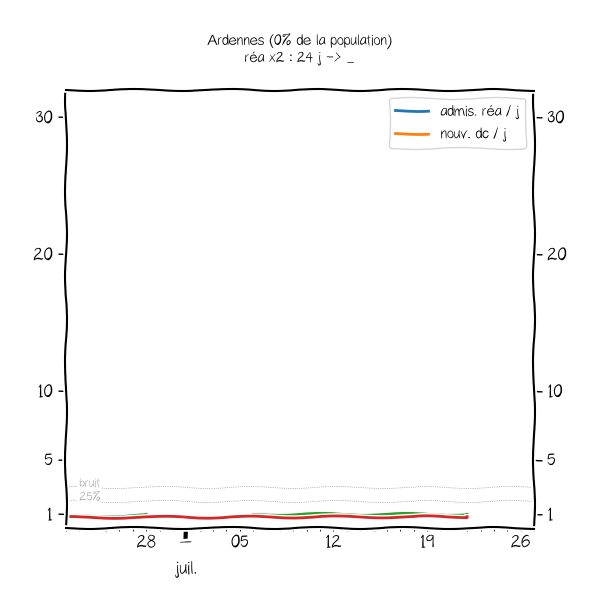 Ardennes (0% de la population)
réa x2 : 24 j -> _
admis. réa / j
nouv. dc / j
30
30
20
20
10
10
5
5
bruit
25%
1
1
28
05
12
19
26
juil.